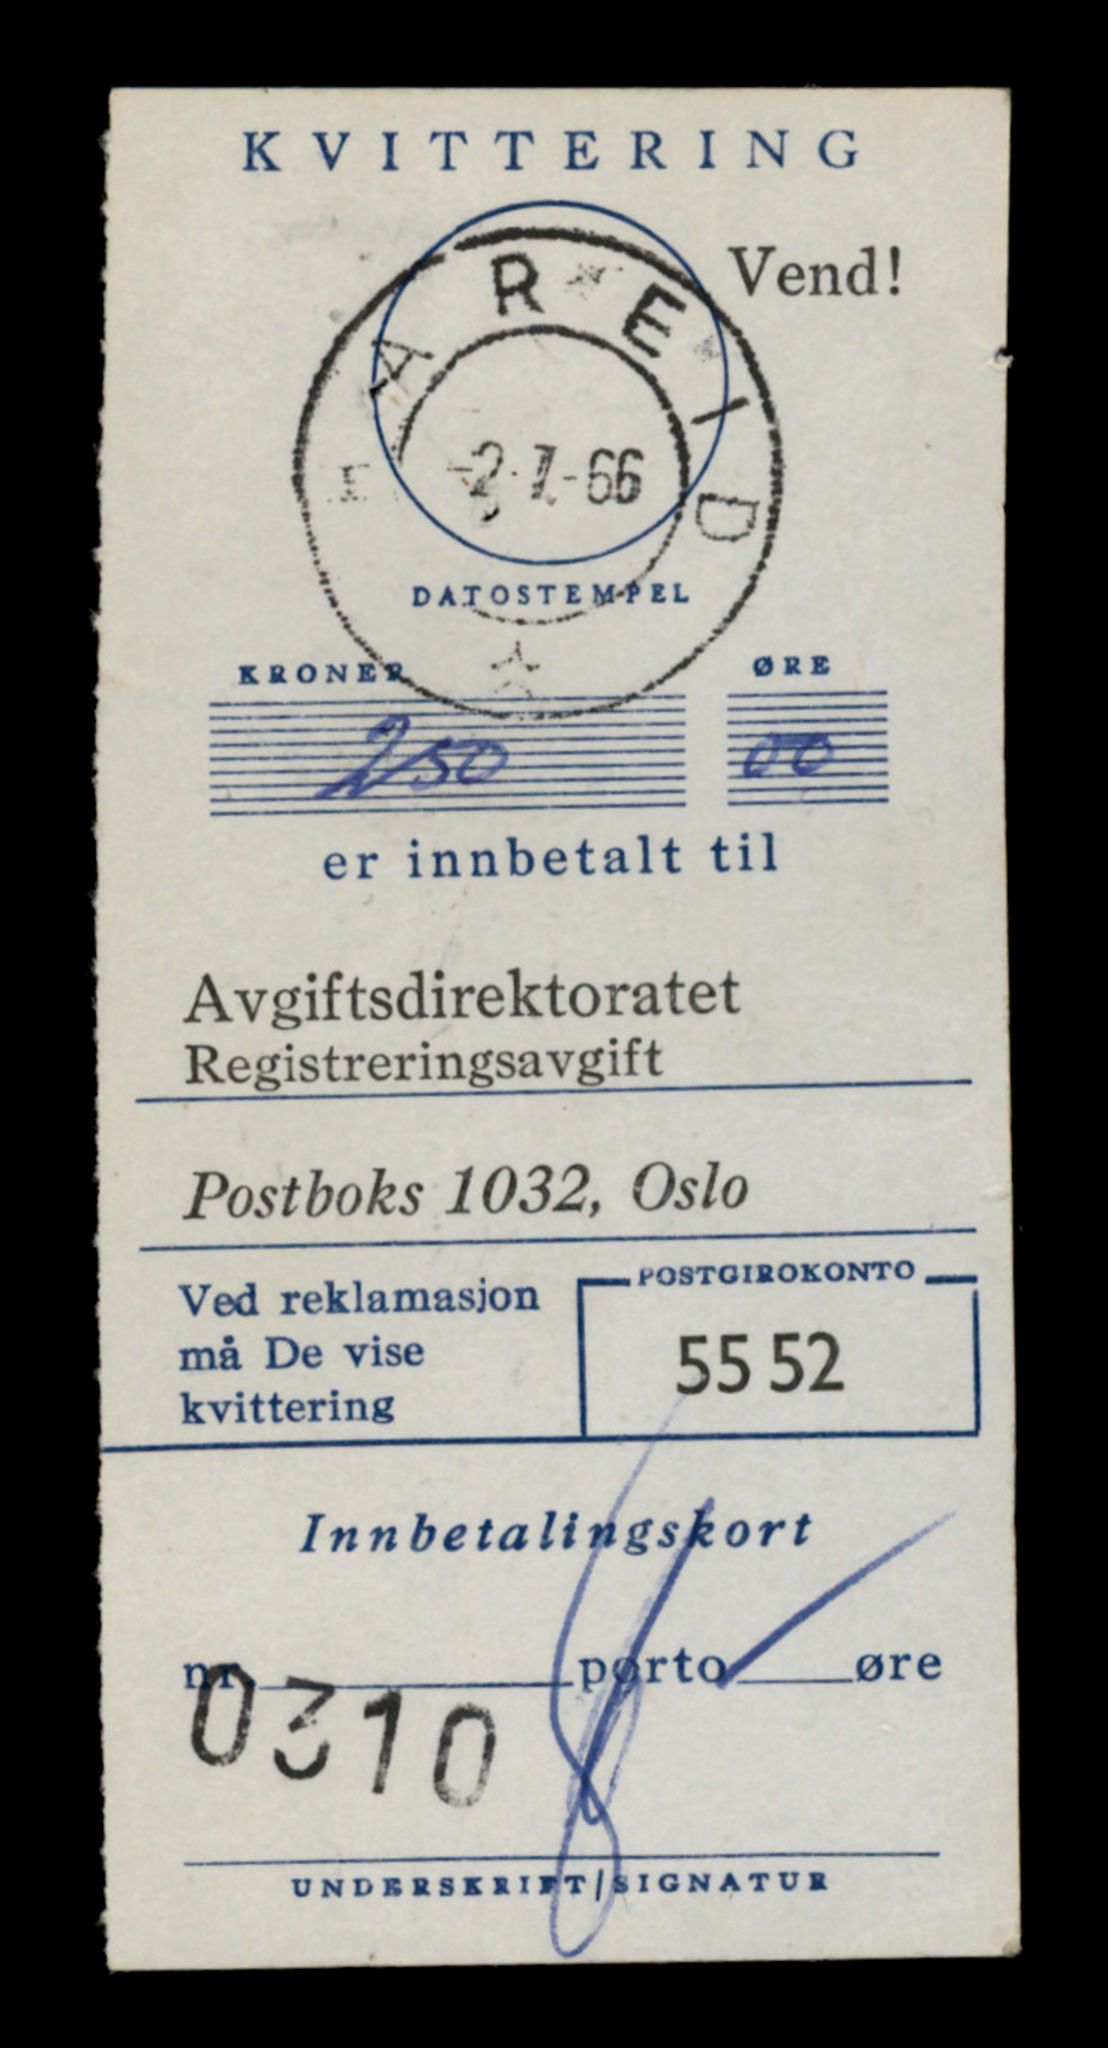 KVITTERING
Vend!
HAREID
-2.7-66
DATOSTEMPEL
KRONER ØRE
250 00
er innbetalt til
Avgiftsdirektoratet
Registreringsavgift
Postboks 1032, Oslo
Ved reklamasjon
må De vise
kvittering
POSTGIROKONTO
55 52
Innbetalingskort
nr porto øre
0310
UNDERSKRIFT/SIGNATUR